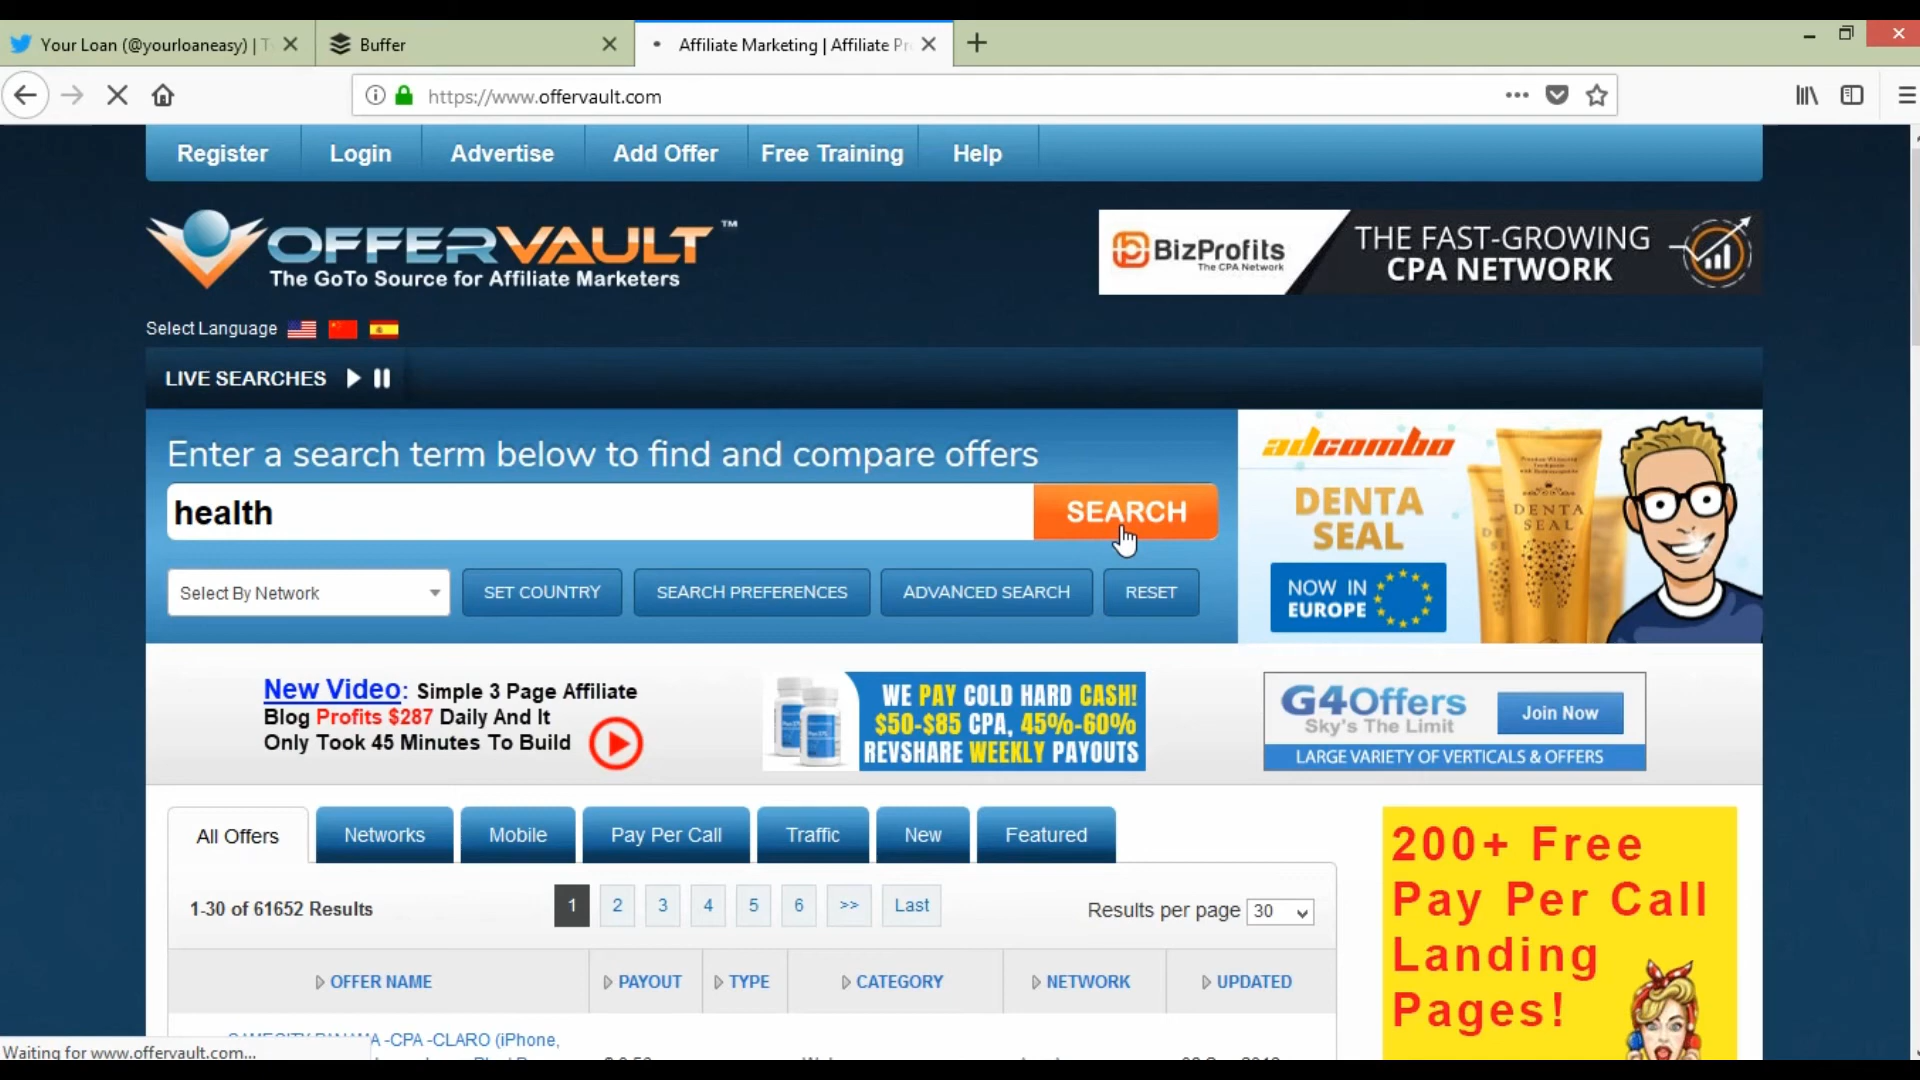 Your Loan (@yourloaneasy) | T
Buffer
Affiliate Marketing | Affiliate Pr
https://www.offervault.com
Register
Login
Advertise
Add Offer
Free Training
Help
OFFERVAULT™
The GoTo Source for Affiliate Marketers
BizProfits
The CPA Network
THE FAST-GROWING
CPA NETWORK
Select Language
LIVE SEARCHES
Enter a search term below to find and compare offers
health
SEARCH
Select By Network
SET COUNTRY
SEARCH PREFERENCES
ADVANCED SEARCH
RESET
adcombo
DENTA
SEAL
NOW IN
EUROPE
DENTA
SEAL
New Video: Simple 3 Page Affiliate
Blog Profits $287 Daily And It
Only Took 45 Minutes To Build
WE PAY COLD HARD CASH!
$50-$85 CPA, 45%-60%
REVSHARE WEEKLY PAYOUTS
G4Offers
Sky's The Limit
Join Now
LARGE VARIETY OF VERTICALS & OFFERS
All Offers
Networks
Mobile
Pay Per Call
Traffic
New
Featured
1-30 of 61652 Results
1 2 3 4 5 6 >> Last
Results per page 30
OFFER NAME
PAYOUT
TYPE
CATEGORY
NETWORK
UPDATED
-CPA -CLARO (iPhone,
200+ Free
Pay Per Call
Landing
Pages!
Waiting for www.offervault.com...